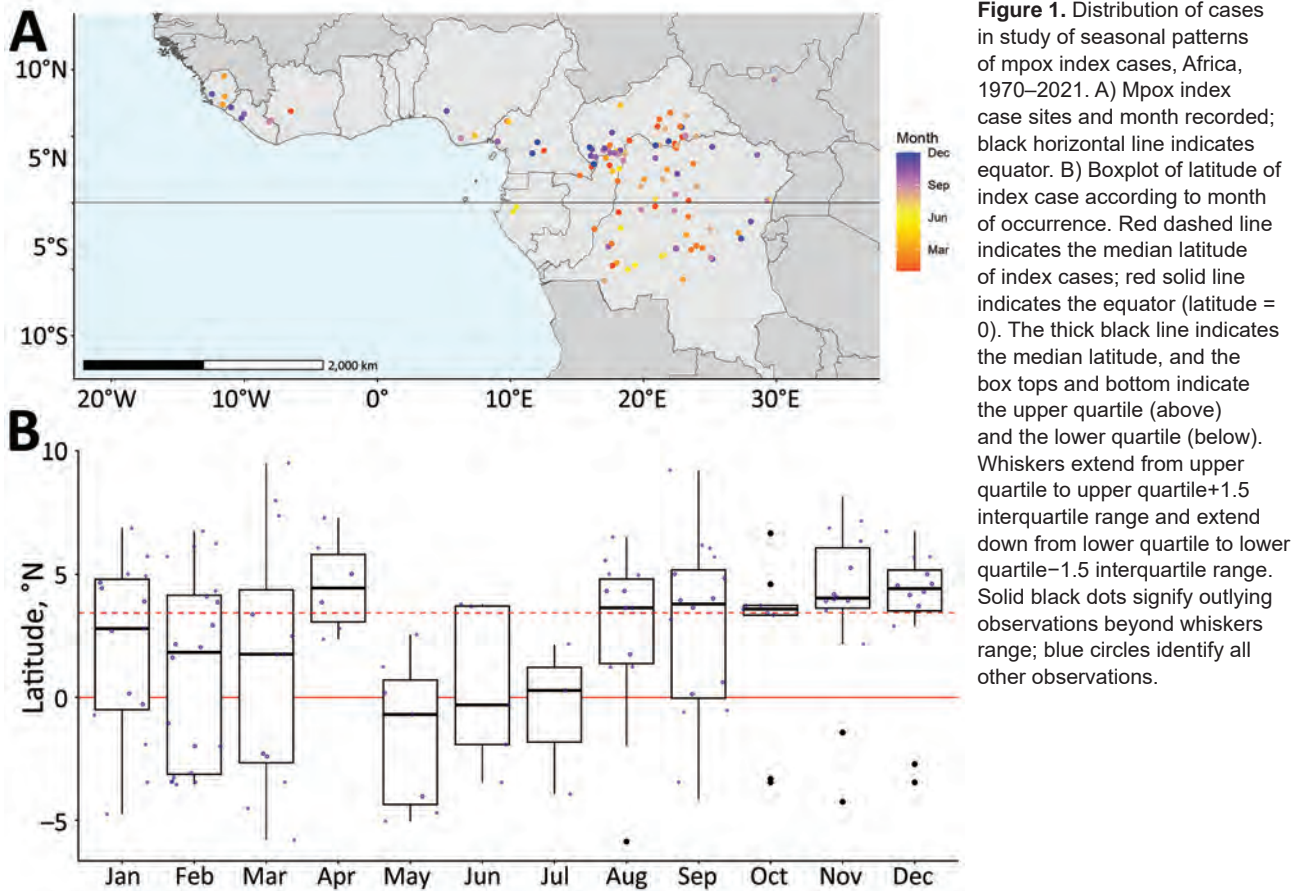 A
10°N
5°N
5°S
10°S
2,000 km
20°W 10°W 0° 10°E 20°E 30°E
Month
Dec
Sep
Jun
Mar
B
Latitude, °N
10
5
0
−5
Jan Feb Mar Apr May Jun Jul Aug Sep Oct Nov Dec
Figure 1. Distribution of cases
in study of seasonal patterns
of mpox index cases, Africa,
1970–2021. A) Mpox index
case sites and month recorded;
black horizontal line indicates
equator. B) Boxplot of latitude of
index case according to month
of occurrence. Red dashed line
indicates the median latitude
of index cases; red solid line
indicates the equator (latitude =
0). The thick black line indicates
the median latitude, and the
box tops and bottom indicate
the upper quartile (above)
and the lower quartile (below).
Whiskers extend from upper
quartile to upper quartile+1.5
interquartile range and extend
down from lower quartile to lower
quartile−1.5 interquartile range.
Solid black dots signify outlying
observations beyond whiskers
range; blue circles identify all
other observations.